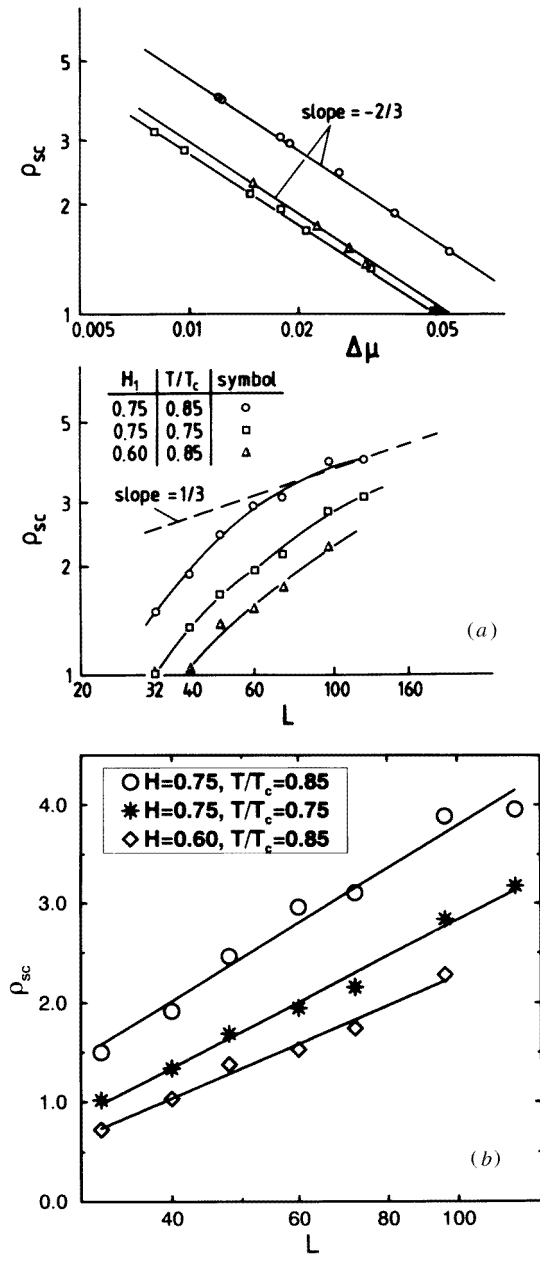 5
3
2
1
ρsc
slope = -2/3
0.005 0.01 0.02 0.05
Δμ
H1 T/Tc symbol
0.75 0.85 ○
0.75 0.75 □
0.60 0.85 △
5
3
2
1
ρsc
slope = 1/3
(a)
20 32 40 60 100 160
L
H=0.75, T/Tc=0.85
H=0.75, T/Tc=0.75
H=0.60, T/Tc=0.85
4.0
3.0
2.0
1.0
0.0
ρsc
(b)
40 60 80 100
L